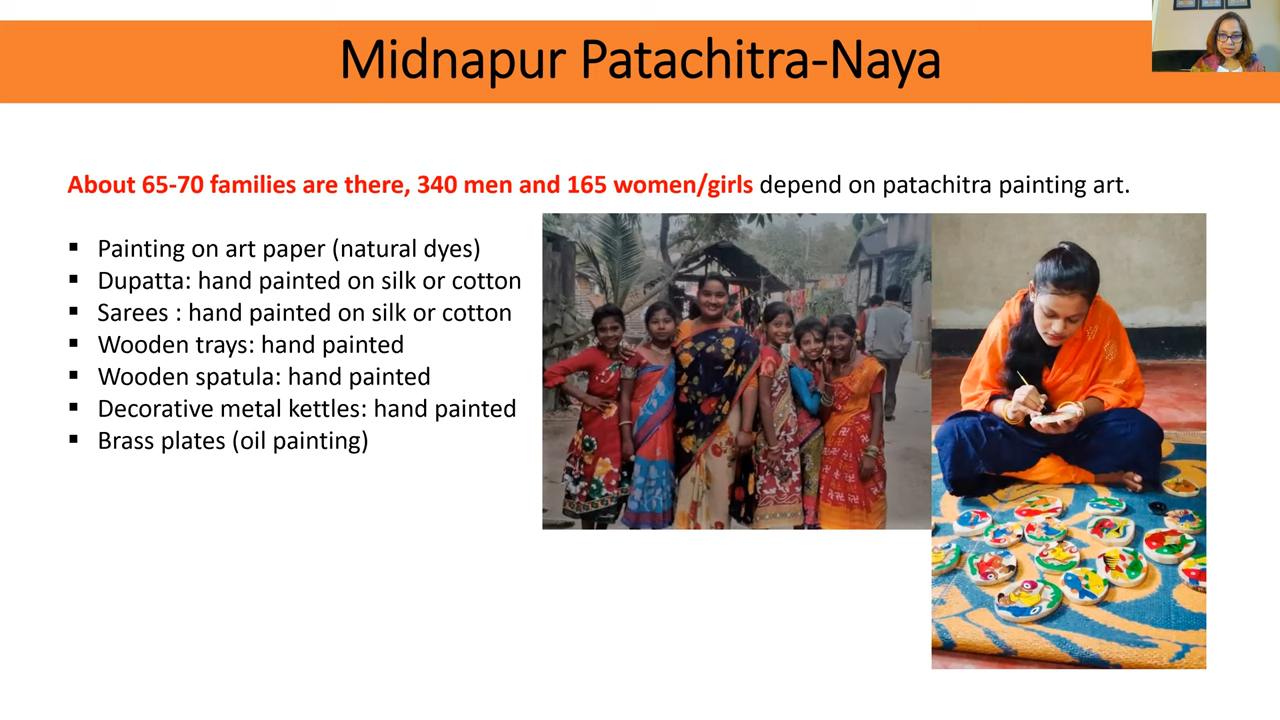 Midnapur Patachitra-Naya
About 65-70 families are there, 340 men and 165 women/girls depend on patachitra painting art.
▪ Painting on art paper (natural dyes)
▪ Dupatta: hand painted on silk or cotton
▪ Sarees : hand painted on silk or cotton
▪ Wooden trays: hand painted
▪ Wooden spatula: hand painted
▪ Decorative metal kettles: hand painted
▪ Brass plates (oil painting)